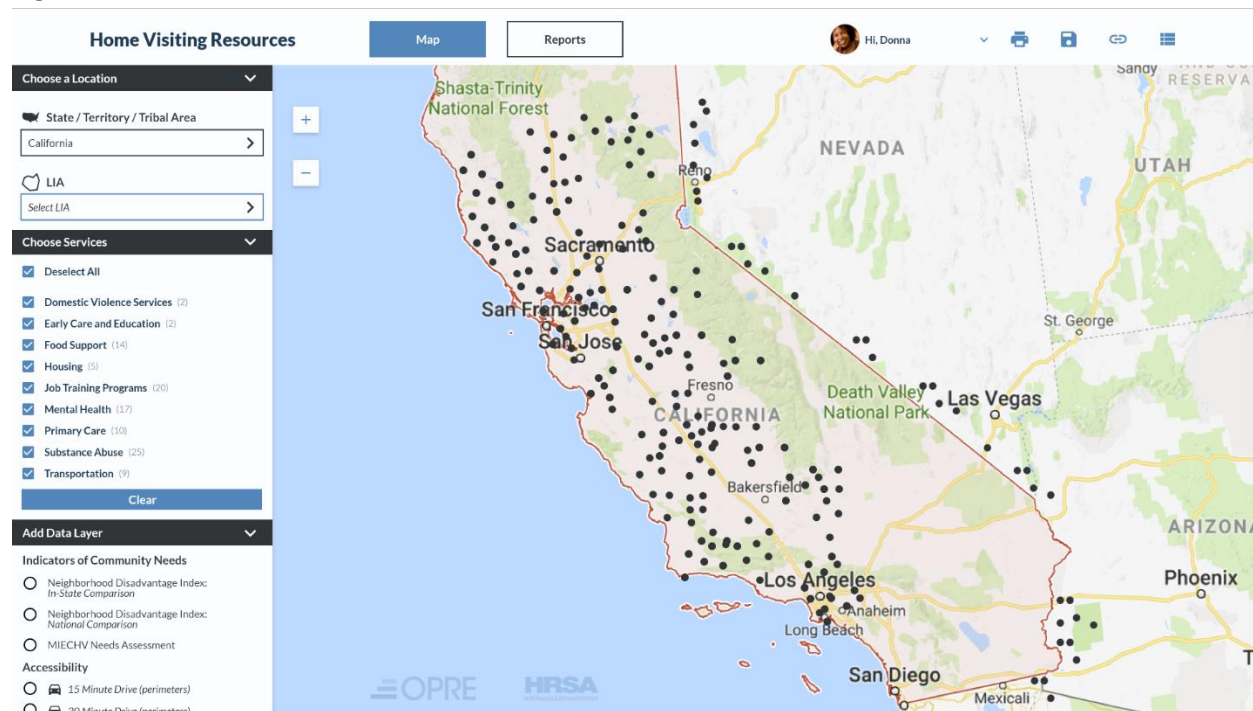 Home Visiting Resources
Map
Reports
Hi, Donna
Choose a Location
State / Territory / Tribal Area
California
LIA
Select LIA
Choose Services
Deselect All
Domestic Violence Services (2)
Early Care and Education (2)
Food Support (14)
Housing (5)
Job Training Programs (20)
Mental Health (17)
Primary Care (10)
Substance Abuse (25)
Transportation (9)
Clear
Add Data Layer
Indicators of Community Needs
Neighborhood Disadvantage Index:
In-State Comparison
Neighborhood Disadvantage Index:
National Comparison
MIECHV Needs Assessment
Accessibility
15 Minute Drive (perimeters)
Shasta-Trinity
National Forest
Sandy
RESERVA
NEVADA
UTAH
Reno
Sacramento
San Francisco
San Jose
St. George
Fresno
CALIFORNIA
Death Valley
National Park
Las Vegas
Bakersfield
ARIZONA
Los Angeles
Anaheim
Long Beach
Phoenix
San Diego
Mexicali
OPRE
HRSA